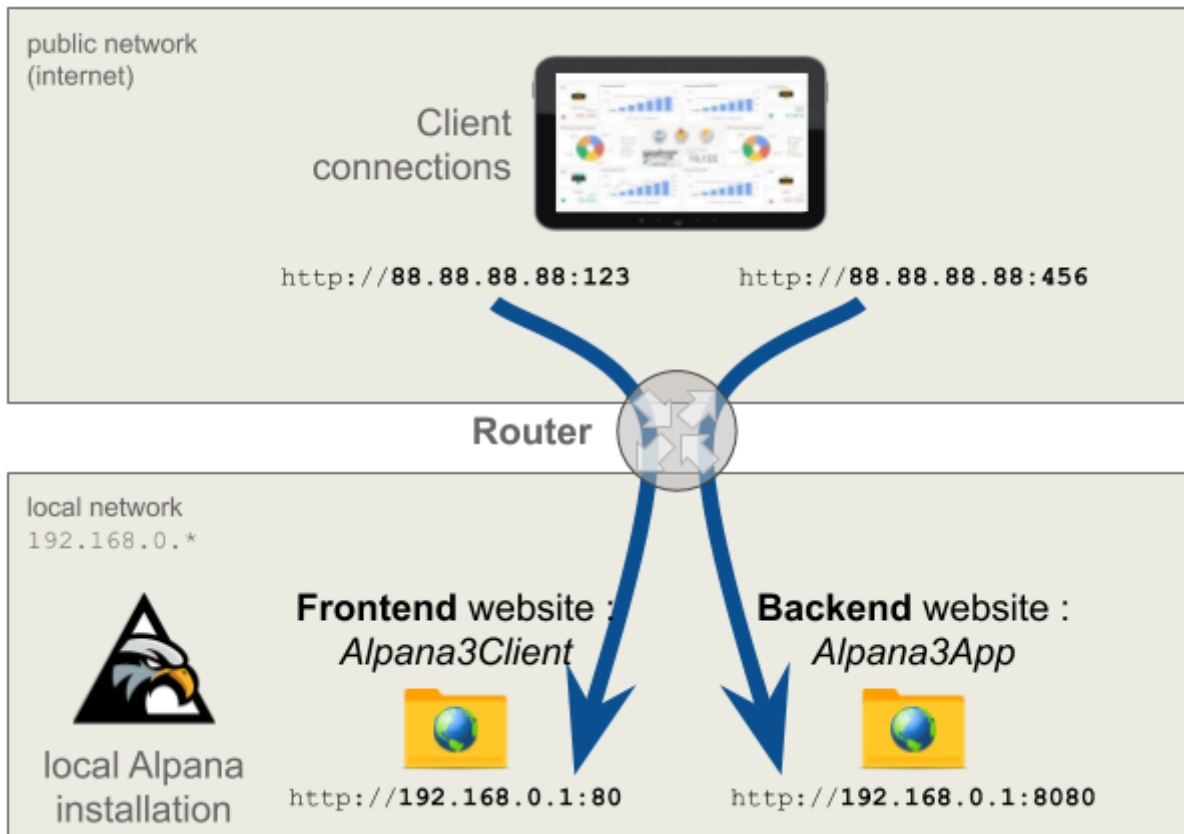 public network
(internet)
Client
connections
http://88.88.88.88:123
http://88.88.88.88:456
Router
local network
192.168.0.*
Frontend website :
Alpana3Client
Backend website :
Alpana3App
local Alpana
installation
http://192.168.0.1:80
http://192.168.0.1:8080